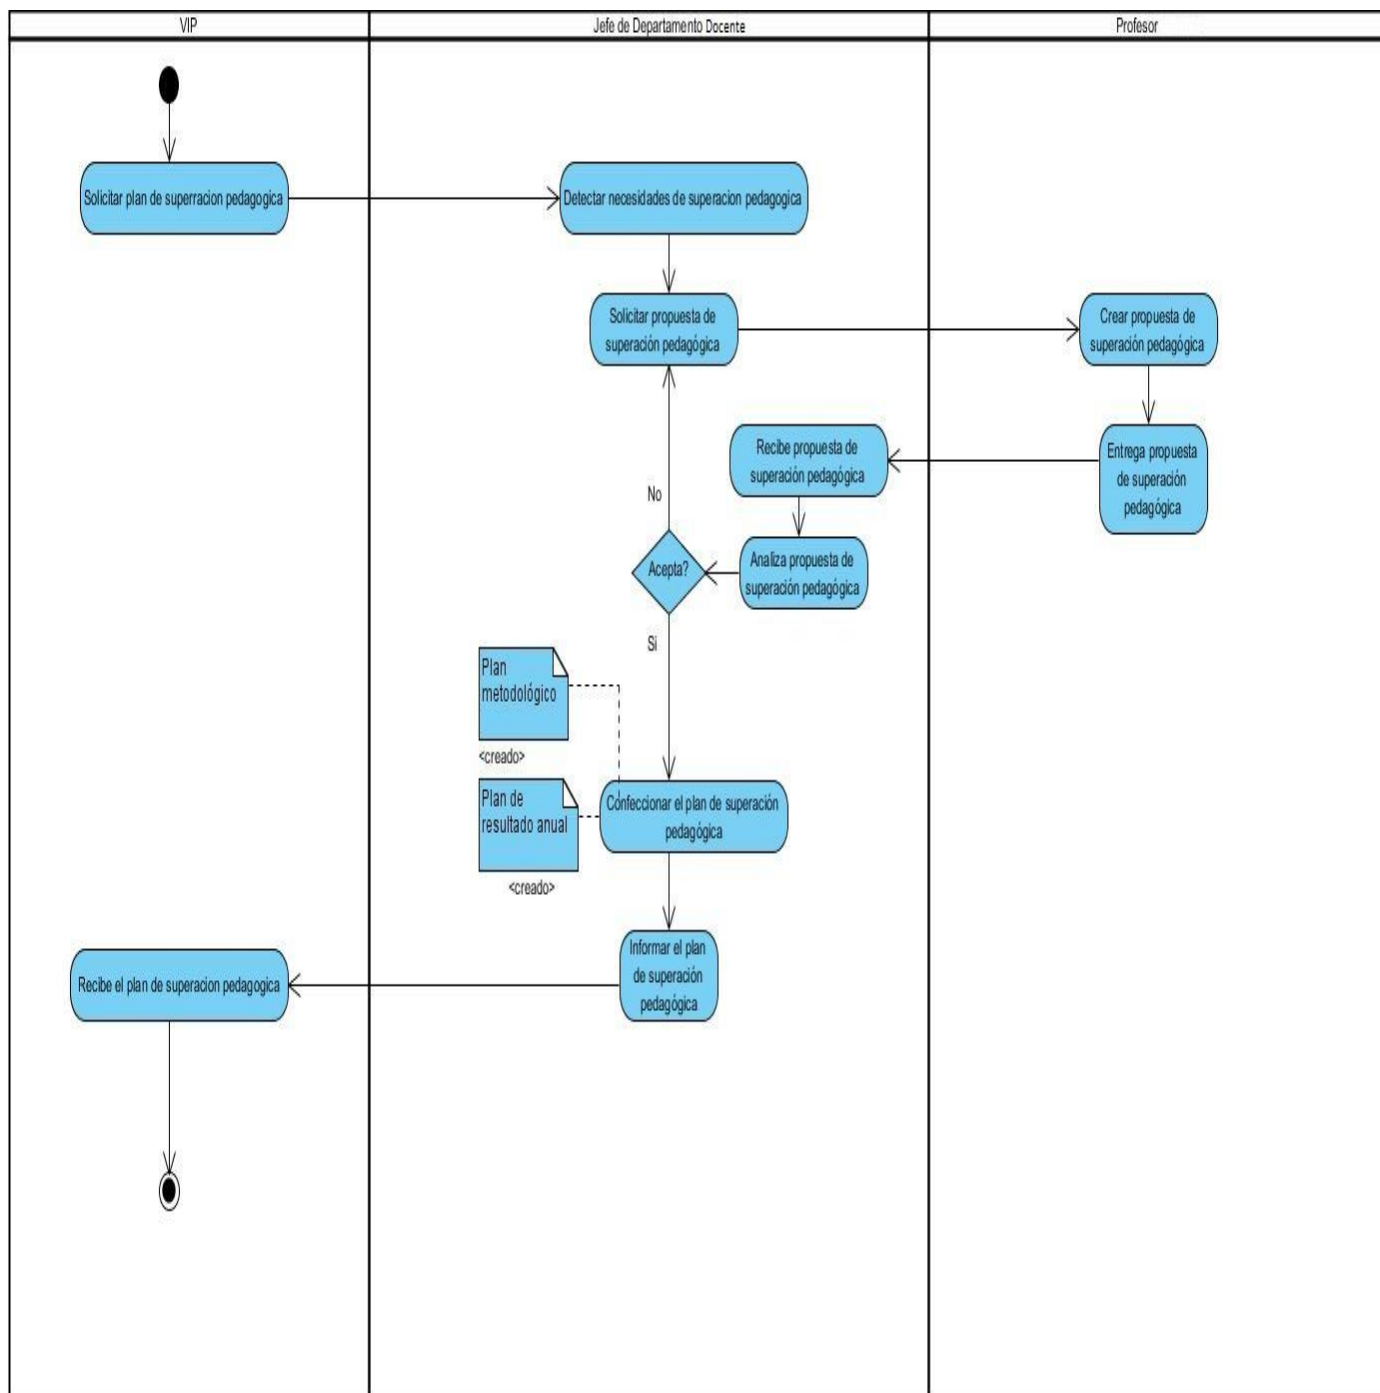 VIP
Jefe de Departamento Docente
Profesor
Solicitar plan de superracion pedagogica
Detectar necesidades de superacion pedagogica
Solicitar propuesta de
superación pedagógica
Crear propuesta de
superación pedagógica
Recibe propuesta de
superación pedagógica
Entrega propuesta
de superación
pedagógica
No
Acepta?
Analiza propuesta de
superación pedagógica
Si
Plan
metodológico
<creado>
Plan de
resultado anual
<creado>
Confeccionar el plan de superación
pedagógica
Informar el plan
de superación
pedagógica
Recibe el plan de superacion pedagogica